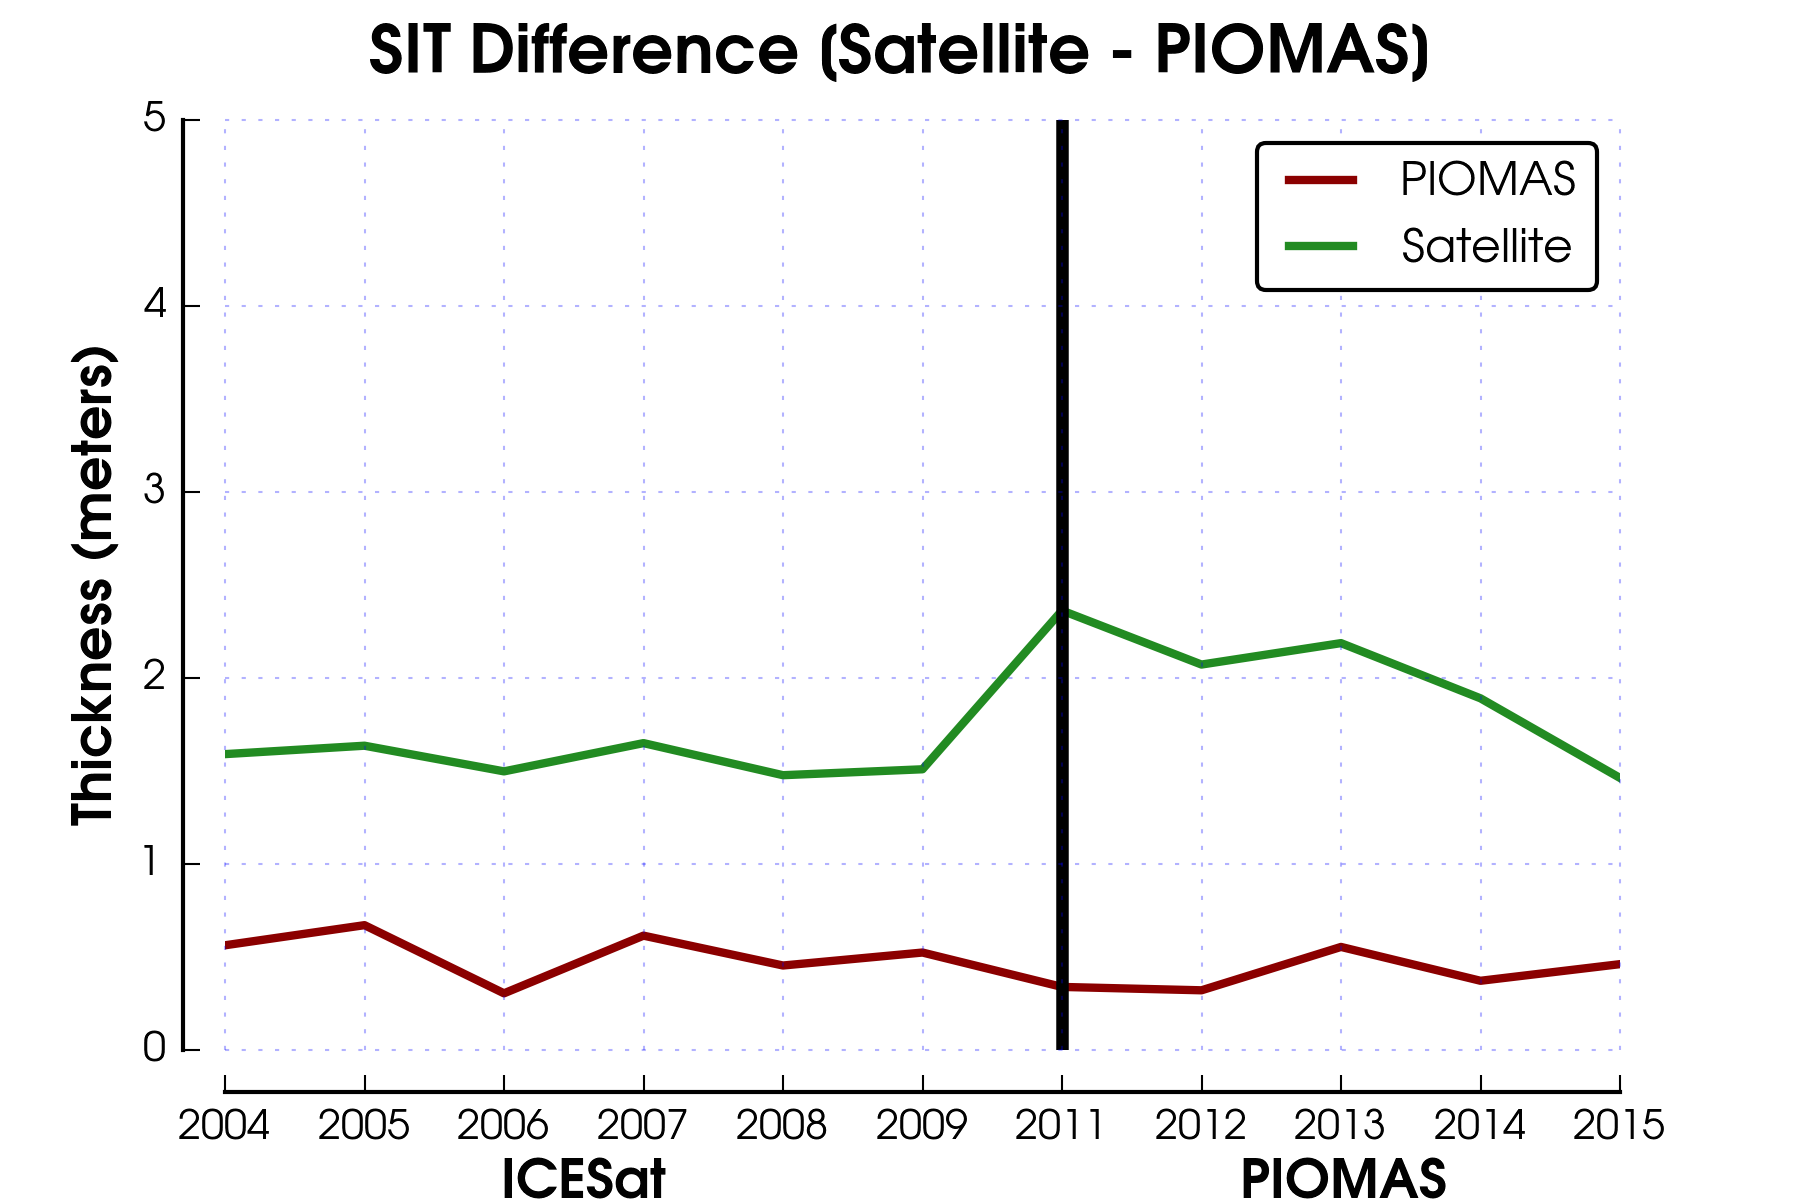 SIT Difference (Satellite - PIOMAS)
5
4
3
2
1
0
Thickness (meters)
PIOMAS
Satellite
2004 2005 2006 2007 2008 2009 2011 2012 2013 2014 2015
ICESat PIOMAS